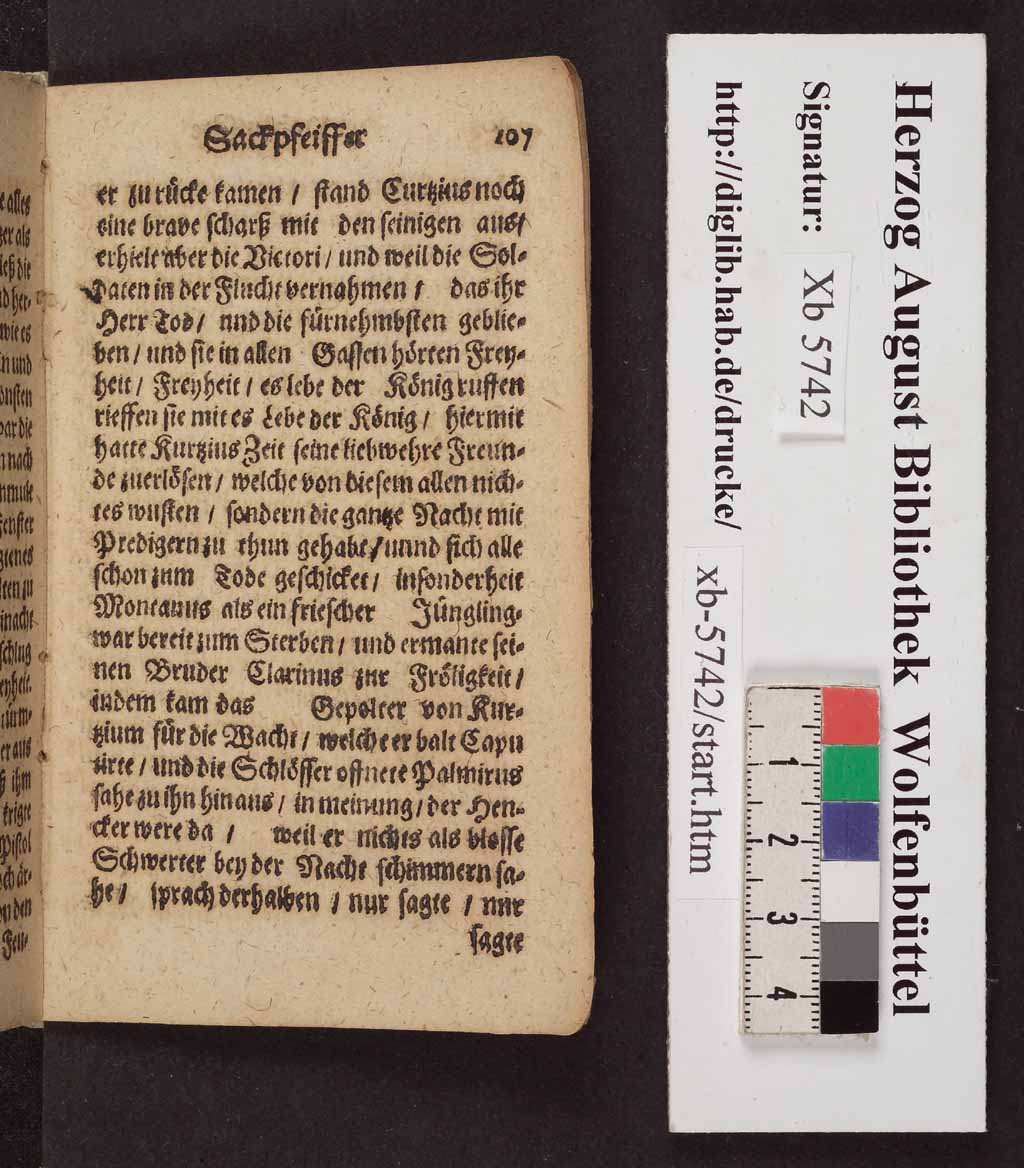 Sackpfeiffer 107
er zu rücke kamen / stand Curtzius noch
eine brave scharß mit den seinigen aus/
erhielt aber die Victori / und weil die Sol-
daten in der Flucht vernahmen / das ihr
Herr Tod / nnd die fürnehmbsten geblie-
ben / und sie in allen Gassen hörten Frey-
heit / Freyheit / es lebe der König rufften
rieffen sie mit es Lebe der König / hiermit
hatte Kurtzius Zeit seine liebwehre Freun-
de zuerlösen / welche von diesem allen nich-
tes wusten / sondern die gantze Nacht mit
Predigern zu thun gehabt / unnd sich alle
schon zum Tode geschicket / insonderheit
Montanus als ein friescher Jüngling-
war bereit zum Sterben / und ermante sei-
nen Bruder Clarinus zur Fröligkeit /
indem kam das Gepolter von Kur-
tzium für die Wacht / welche er balt Capu
tirte / und die Schlösser offnete Palmirus
sahe zu ihn hinaus / in meinung / der Hen-
cker were da / weil er nichts als blosse
Schwerter bey der Nacht schimmern sa-
he / sprach derhalben / nur sagte / nur
sagte
Herzog August Bibliothek Wolfenbüttel
Signatur: Xb 5742
http://diglib.hab.de/drucke/ xb-5742/start.htm
1
2
3
4